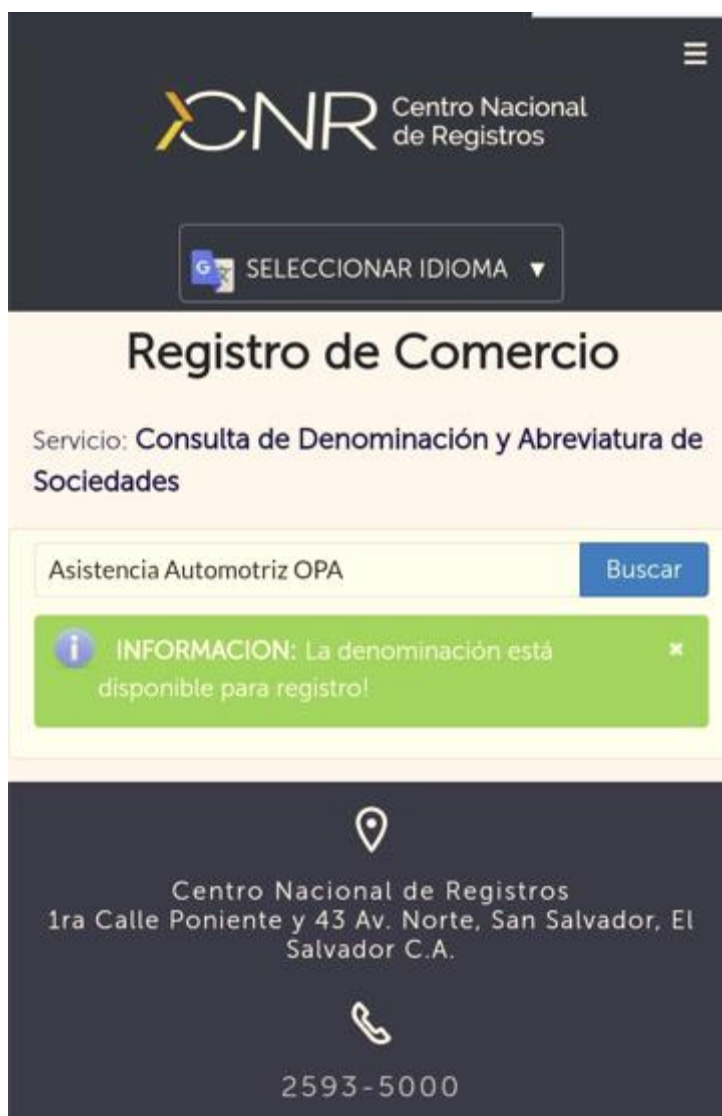 CNR Centro Nacional
de Registros
SELECCIONAR IDIOMA ▼
Registro de Comercio
Servicio: Consulta de Denominación y Abreviatura de
Sociedades
Asistencia Automotriz OPA Buscar
INFORMACION: La denominación está
disponible para registro!
Centro Nacional de Registros
1ra Calle Poniente y 43 Av. Norte, San Salvador, El
Salvador C.A.
2593-5000